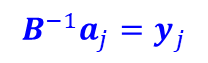 B⁻¹aⱼ = yⱼ